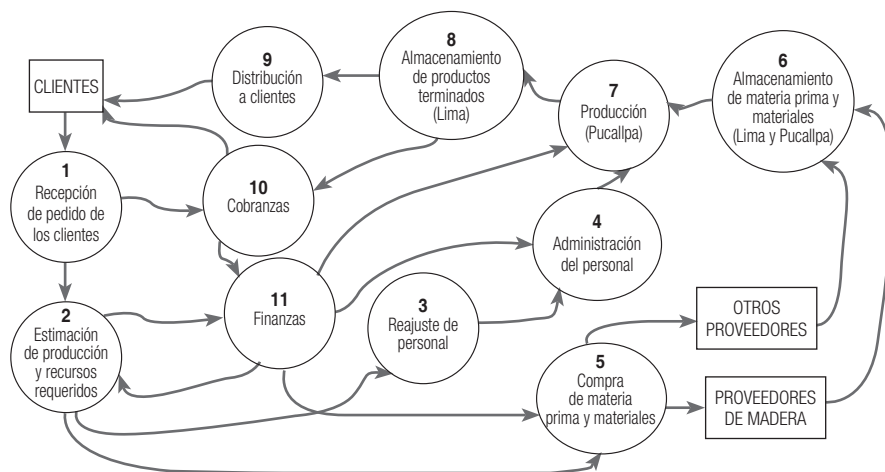 CLIENTES
9
Distribución
a clientes
8
Almacenamiento
de productos
terminados
(Lima)
7
Producción
(Pucallpa)
6
Almacenamiento
de materia prima y
materiales
(Lima y Pucallpa)
1
Recepción
de pedido de
los clientes
10
Cobranzas
4
Administración
del personal
2
Estimación
de producción
y recursos
requeridos
11
Finanzas
3
Reajuste de
personal
OTROS
PROVEEDORES
5
Compra
de materia
prima y materiales
PROVEEDORES
DE MADERA